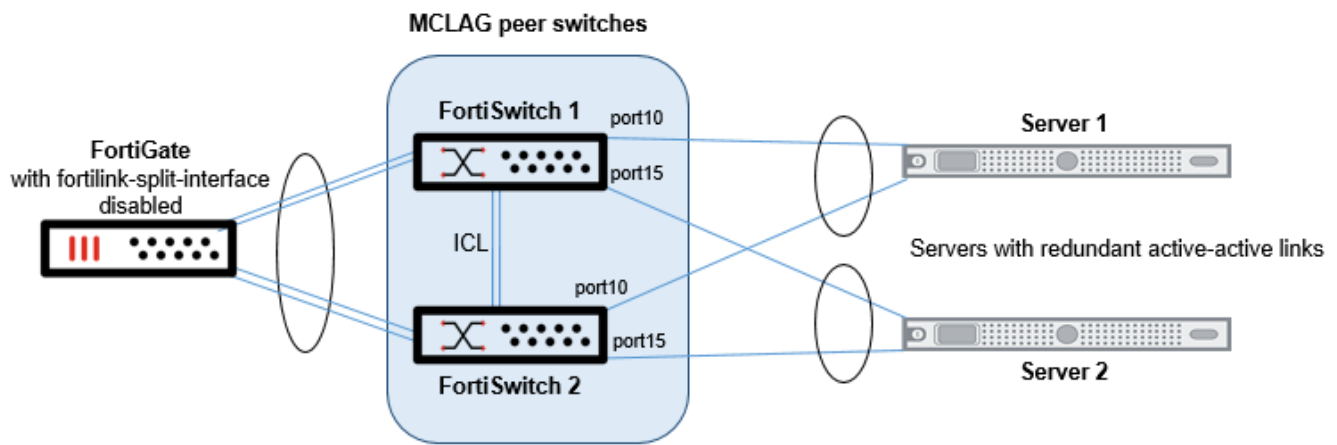 MCLAG peer switches
FortiSwitch 1
port10
port15
FortiGate
with fortilink-split-interface
disabled
ICL
Server 1
Servers with redundant active-active links
port10
port15
FortiSwitch 2
Server 2